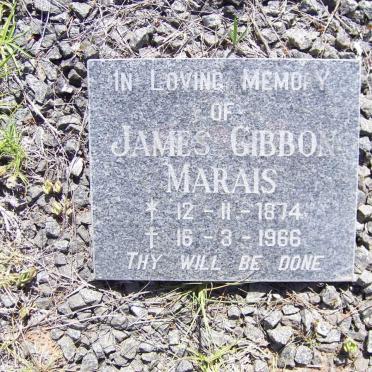 IN LOVING MEMORY
OF
JAMES GIBBON
MARAIS
* 12-11-1874
† 16-3-1966
THY WILL BE DONE